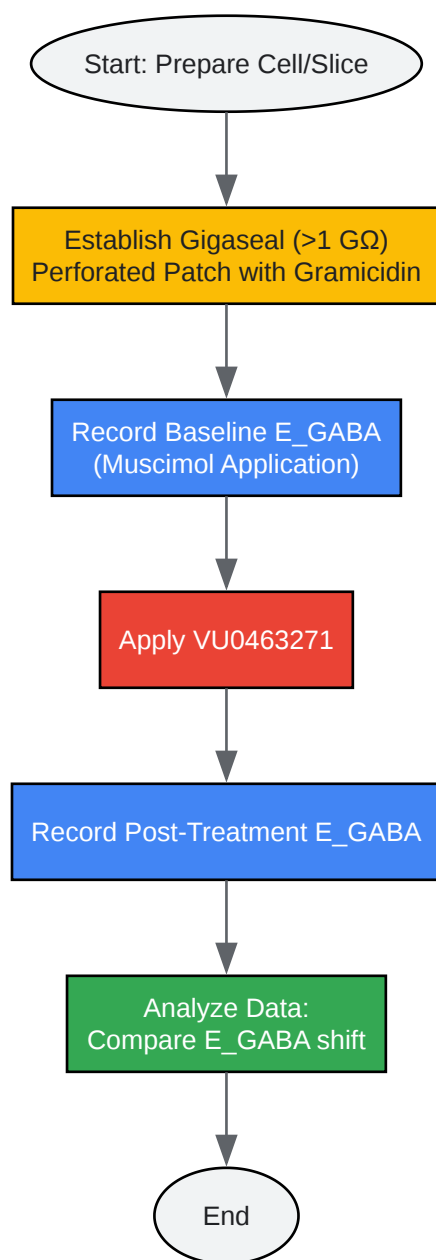 Start: Prepare Cell/Slice
Establish Gigaseal (>1 GΩ)
Perforated Patch with Gramicidin
Record Baseline E_GABA
(Muscimol Application)
Apply VU0463271
Record Post-Treatment E_GABA
Analyze Data:
Compare E_GABA shift
End